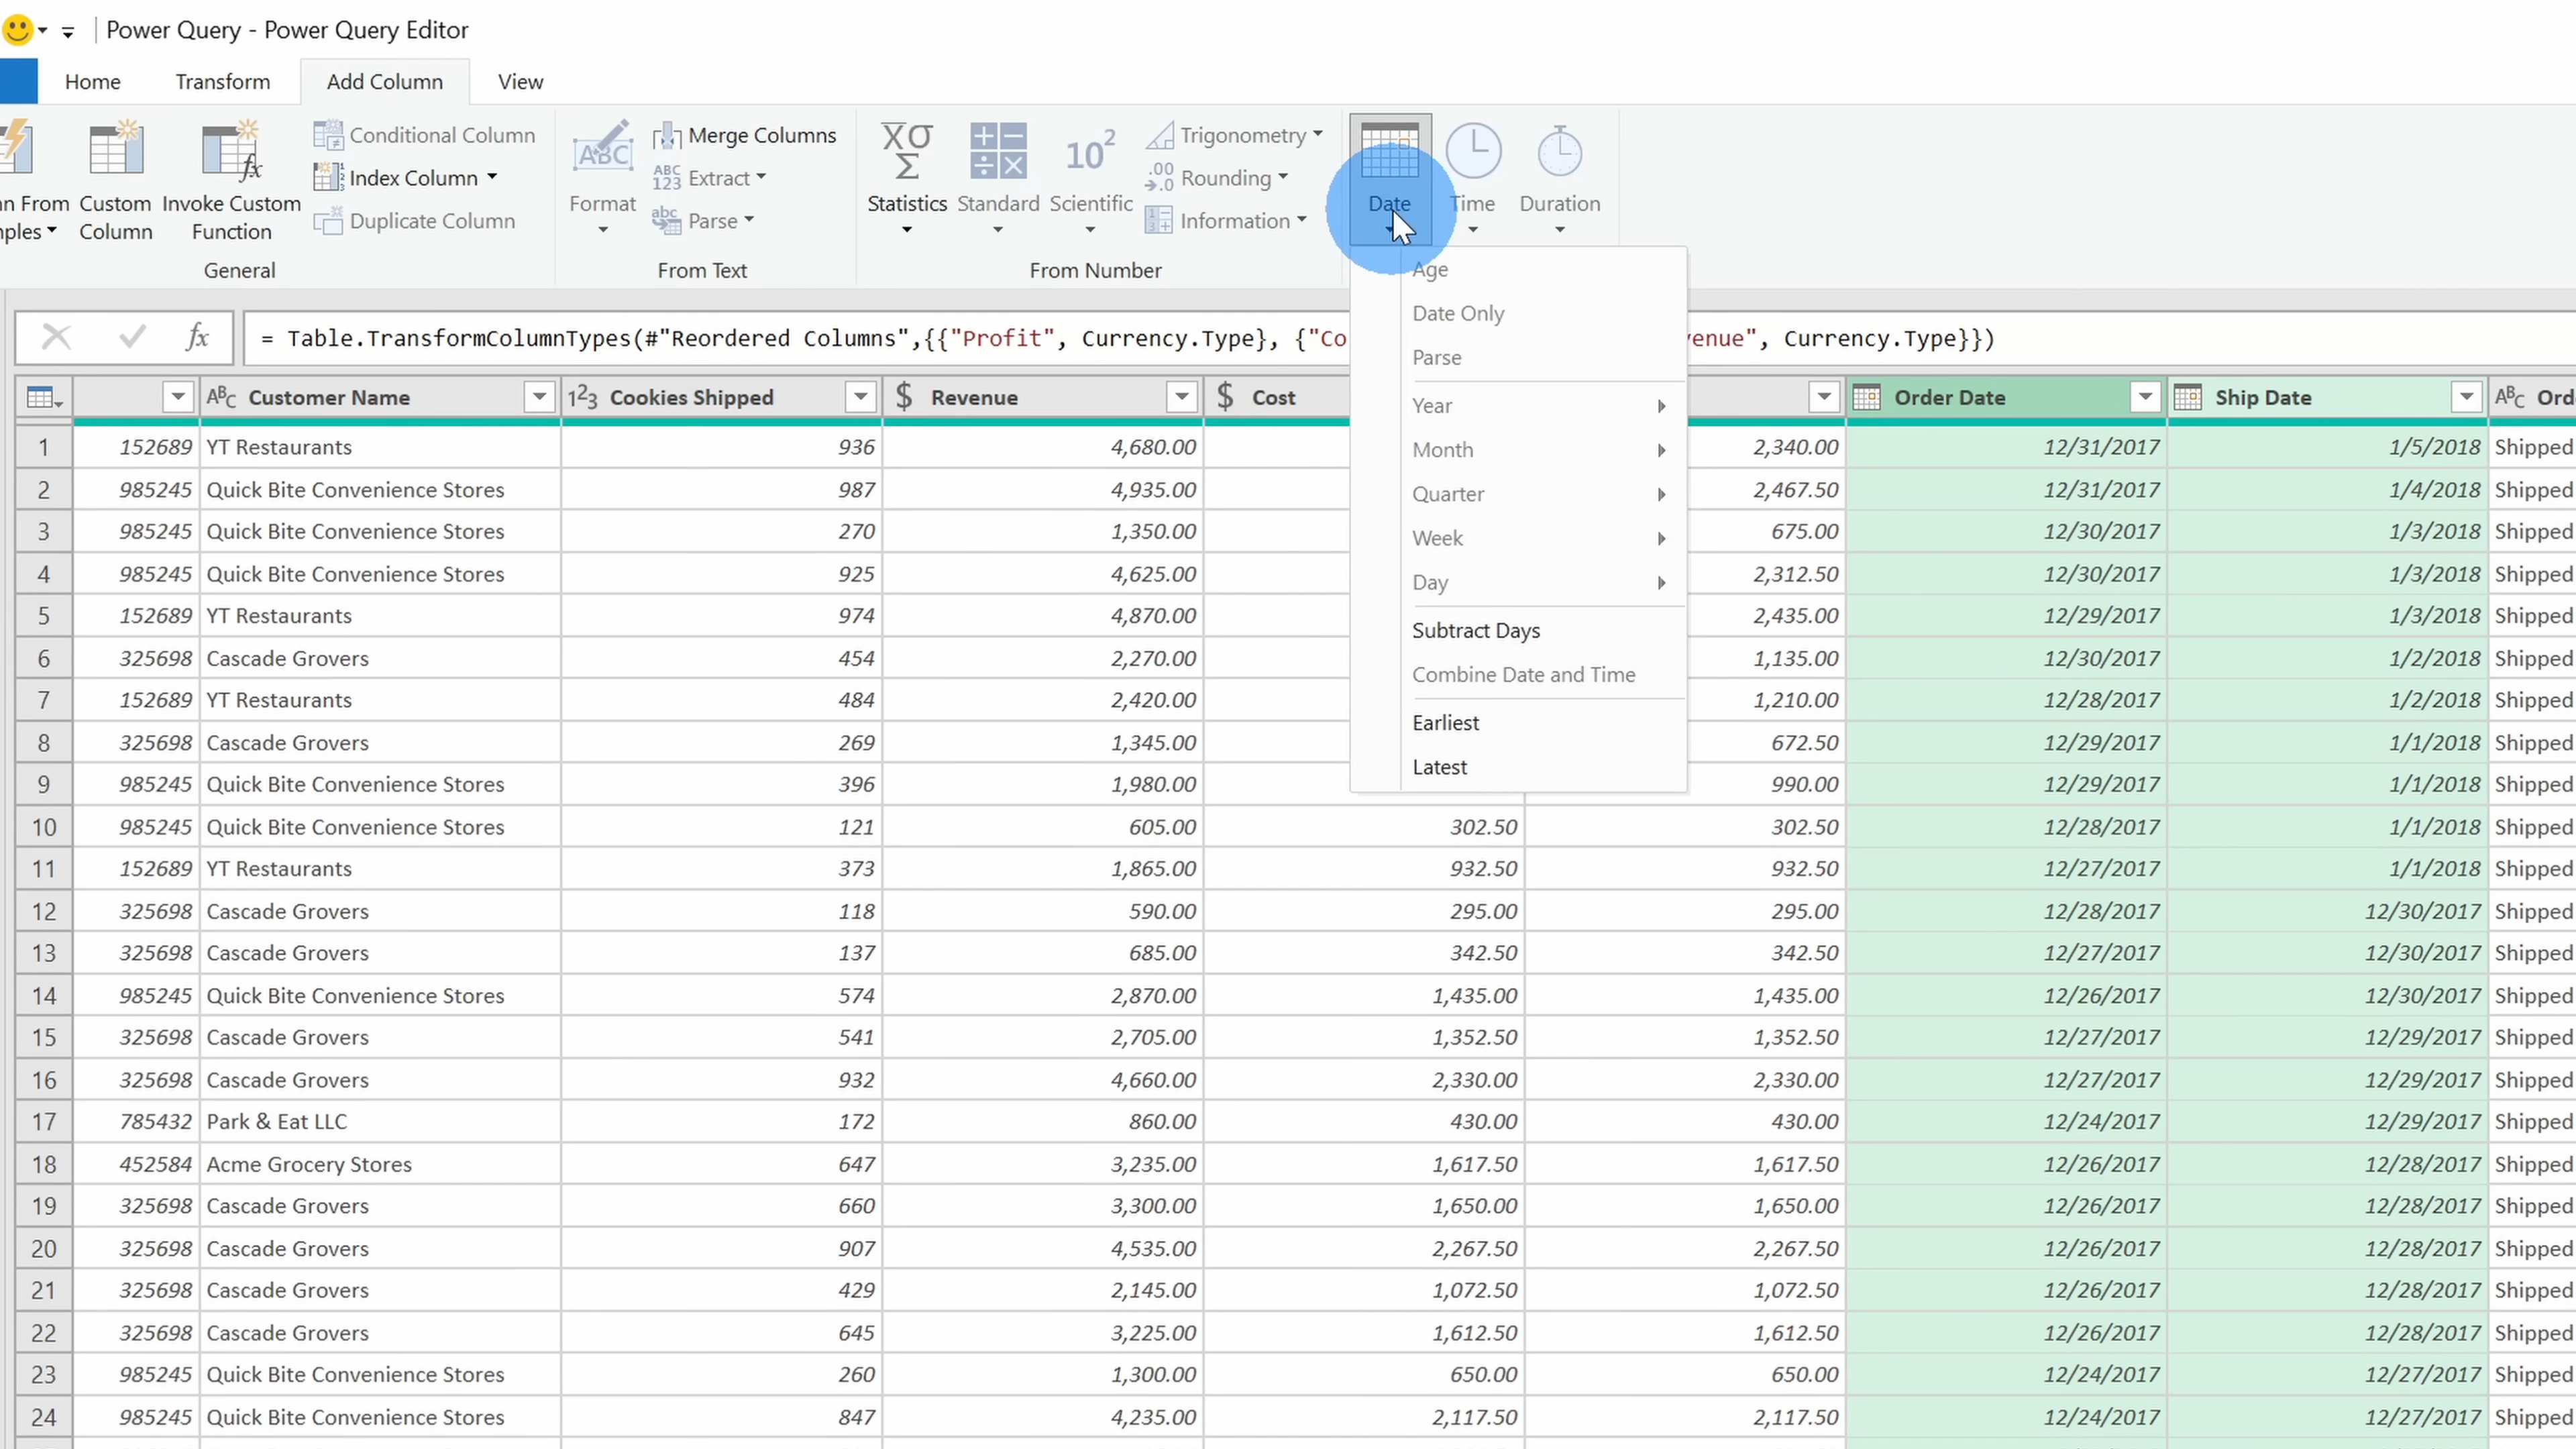 Power Query - Power Query Editor
Home Transform Add Column View
n From
ples
Custom
Column
Invoke Custom
Function
Conditional Column
Index Column
Duplicate Column
General
ABC
Format
Merge Columns
ABC
123
Extract
abc
Parse
From Text
XΣσ
Statistics
Standard
10²
Scientific
Trigonometry
.00
→.0
Rounding
Information
From Number
Date
Time
Duration
Age
Date Only
Parse
Year
Month
Quarter
Week
Day
Subtract Days
Combine Date and Time
Earliest
Latest
fx = Table.TransformColumnTypes(#"Reordered Columns",{{"Profit", Currency.Type}, {"Co venue", Currency.Type}})
ABC Customer Name 123 Cookies Shipped $ Revenue $ Cost Order Date Ship Date ABC Ord
1 152689 YT Restaurants 936 4,680.00 2,340.00 12/31/2017 1/5/2018 Shipped
2 985245 Quick Bite Convenience Stores 987 4,935.00 2,467.50 12/31/2017 1/4/2018 Shipped
3 985245 Quick Bite Convenience Stores 270 1,350.00 675.00 12/30/2017 1/3/2018 Shipped
4 985245 Quick Bite Convenience Stores 925 4,625.00 2,312.50 12/30/2017 1/3/2018 Shipped
5 152689 YT Restaurants 974 4,870.00 2,435.00 12/29/2017 1/3/2018 Shipped
6 325698 Cascade Grovers 454 2,270.00 1,135.00 12/30/2017 1/2/2018 Shipped
7 152689 YT Restaurants 484 2,420.00 1,210.00 12/28/2017 1/2/2018 Shipped
8 325698 Cascade Grovers 269 1,345.00 672.50 12/29/2017 1/1/2018 Shipped
9 985245 Quick Bite Convenience Stores 396 1,980.00 990.00 12/29/2017 1/1/2018 Shipped
10 985245 Quick Bite Convenience Stores 121 605.00 302.50 302.50 12/28/2017 1/1/2018 Shipped
11 152689 YT Restaurants 373 1,865.00 932.50 932.50 12/27/2017 1/1/2018 Shipped
12 325698 Cascade Grovers 118 590.00 295.00 295.00 12/28/2017 12/30/2017 Shipped
13 325698 Cascade Grovers 137 685.00 342.50 342.50 12/27/2017 12/30/2017 Shipped
14 985245 Quick Bite Convenience Stores 574 2,870.00 1,435.00 1,435.00 12/26/2017 12/30/2017 Shipped
15 325698 Cascade Grovers 541 2,705.00 1,352.50 1,352.50 12/27/2017 12/29/2017 Shipped
16 325698 Cascade Grovers 932 4,660.00 2,330.00 2,330.00 12/27/2017 12/29/2017 Shipped
17 785432 Park & Eat LLC 172 860.00 430.00 430.00 12/24/2017 12/29/2017 Shipped
18 452584 Acme Grocery Stores 647 3,235.00 1,617.50 1,617.50 12/26/2017 12/28/2017 Shipped
19 325698 Cascade Grovers 660 3,300.00 1,650.00 1,650.00 12/26/2017 12/28/2017 Shipped
20 325698 Cascade Grovers 907 4,535.00 2,267.50 2,267.50 12/26/2017 12/28/2017 Shipped
21 325698 Cascade Grovers 429 2,145.00 1,072.50 1,072.50 12/26/2017 12/28/2017 Shipped
22 325698 Cascade Grovers 645 3,225.00 1,612.50 1,612.50 12/26/2017 12/28/2017 Shipped
23 985245 Quick Bite Convenience Stores 260 1,300.00 650.00 650.00 12/24/2017 12/27/2017 Shipped
24 985245 Quick Bite Convenience Stores 847 4,235.00 2,117.50 2,117.50 12/24/2017 12/27/2017 Shipped